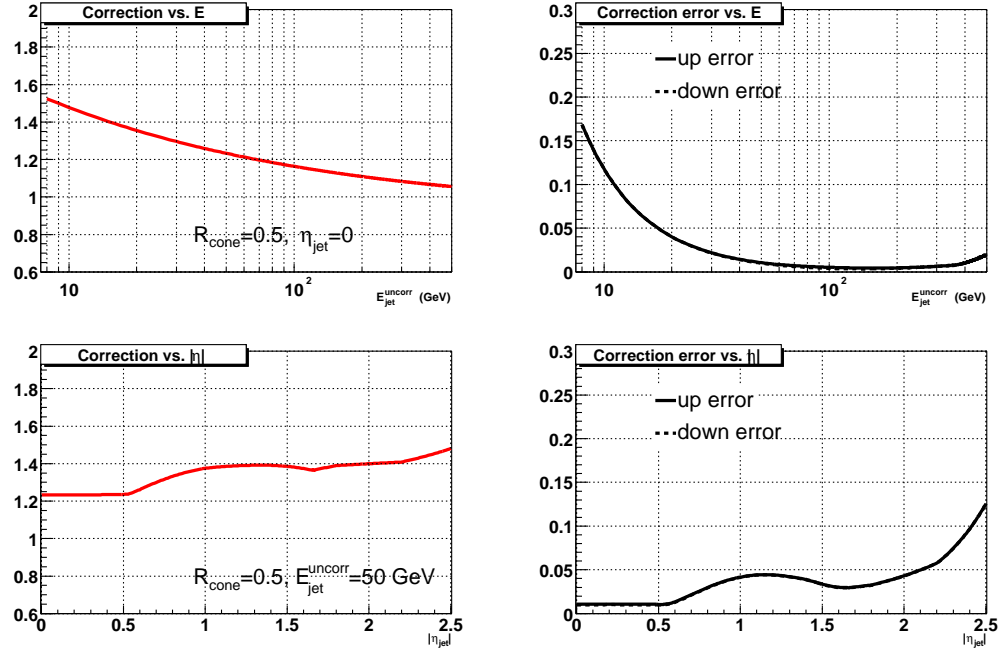 Correction vs. E
2
1.8
1.6
1.4
1.2
1
0.8
0.6
R_cone=0.5, η_jet=0
10
10²
E_jet^uncorr (GeV)
Correction error vs. E
0.3
0.25
0.2
0.15
0.1
0.05
0
up error
down error
10
10²
E_jet^uncorr (GeV)
Correction vs. |η|
2
1.8
1.6
1.4
1.2
1
0.8
0.6
R_cone=0.5, E_jet^uncorr=50 GeV
0 0.5 1 1.5 2 2.5
|η_jet|
Correction error vs. |η|
0.3
0.25
0.2
0.15
0.1
0.05
0
up error
down error
0 0.5 1 1.5 2 2.5
|η_jet|